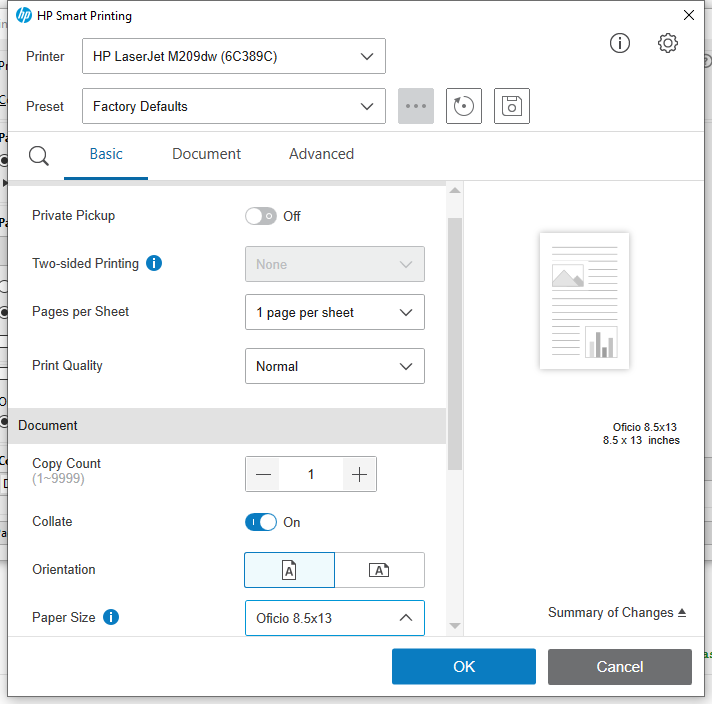 hp HP Smart Printing
Printer HP LaserJet M209dw (6C389C)
Preset Factory Defaults
Basic Document Advanced
Private Pickup Off
Two-sided Printing None
Pages per Sheet 1 page per sheet
Print Quality Normal
Document
Copy Count
(1~9999)
1
Collate On
Orientation
Paper Size Oficio 8.5x13
Oficio 8.5x13
8.5 x 13 inches
Summary of Changes
OK Cancel